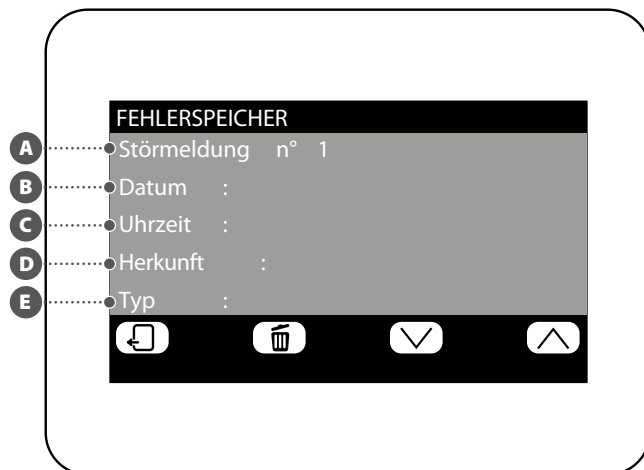 FEHLERSPEICHER
A Störmeldung n° 1
B Datum :
C Uhrzeit :
D Herkunft :
E Typ :